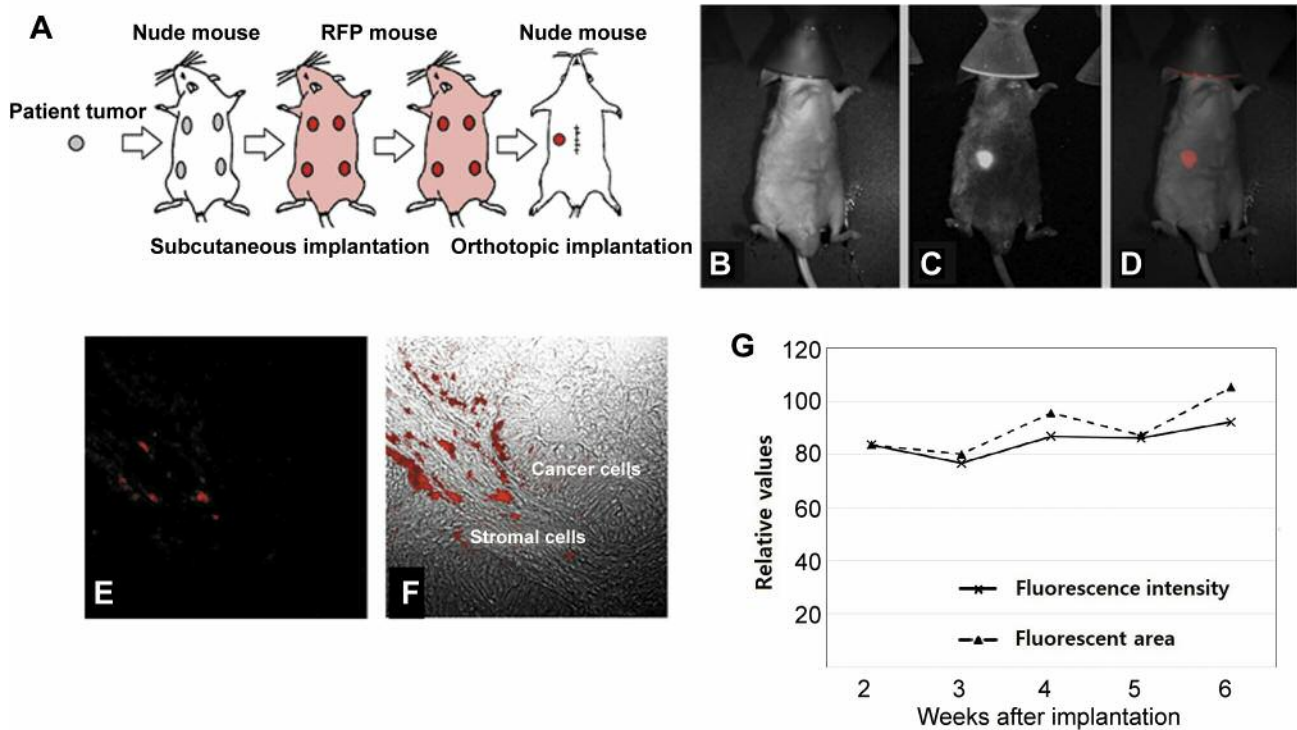 A
Nude mouse
RFP mouse
Nude mouse
Patient tumor
Subcutaneous implantation
Orthotopic implantation
B
C
D
E
F
Cancer cells
Stromal cells
G
Relative values
120
100
80
60
40
20
Fluorescence intensity
Fluorescent area
2 3 4 5 6
Weeks after implantation